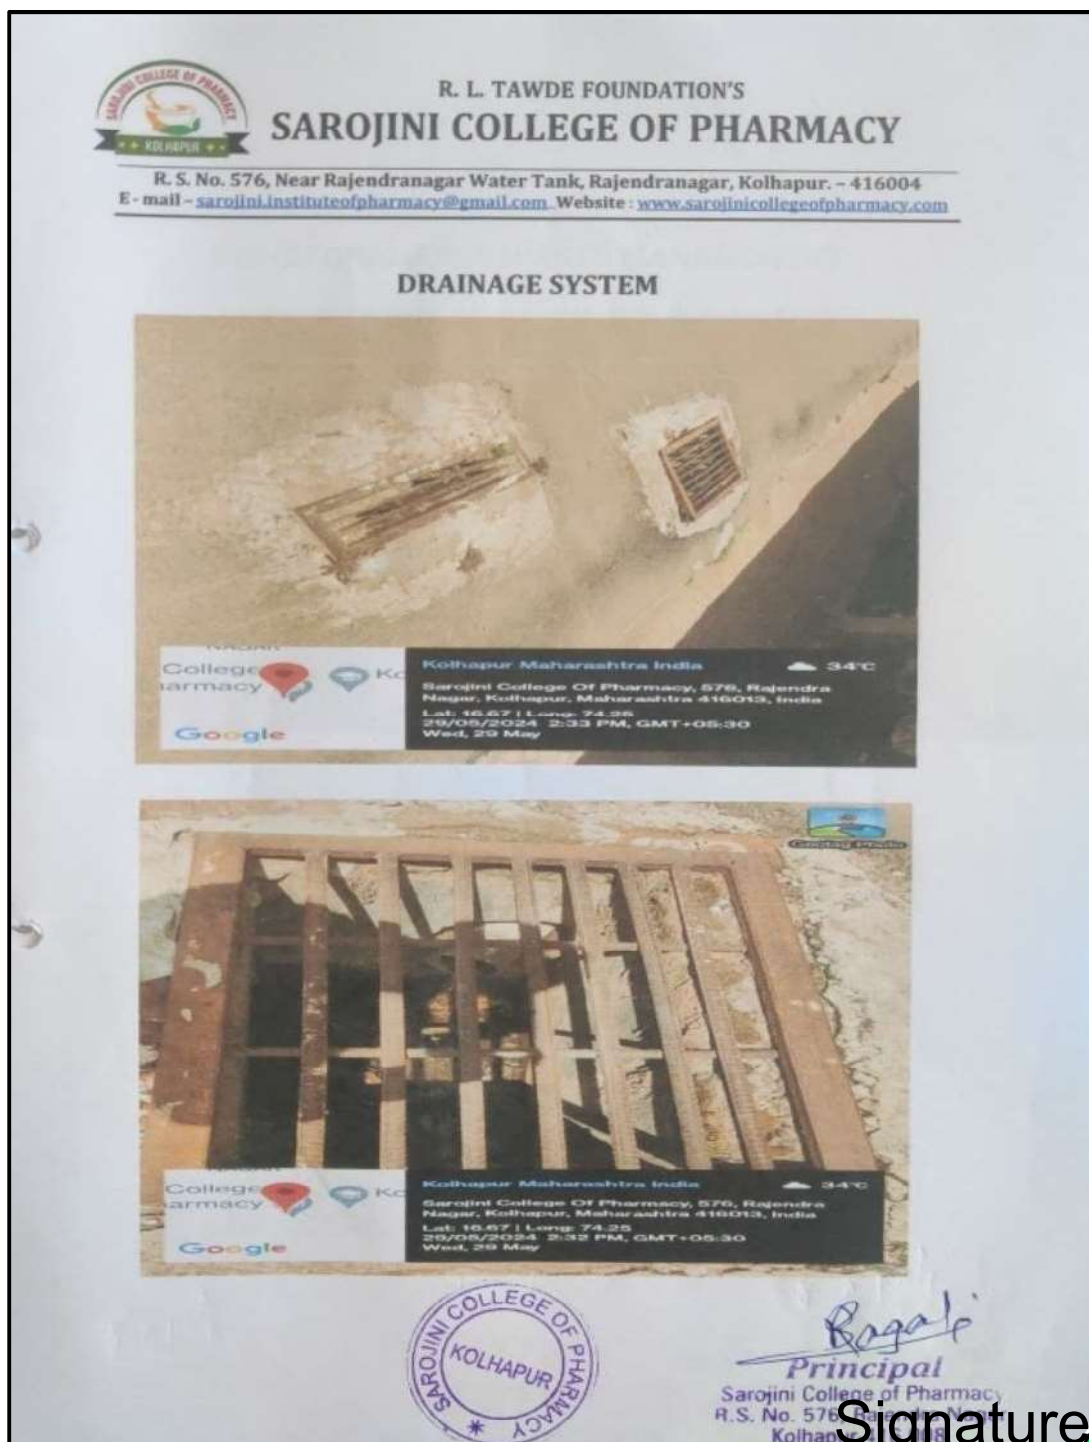 SAROJINI COLLEGE OF PHARMACY
KOLHAPUR
R. L. TAWDE FOUNDATION'S
SAROJINI COLLEGE OF PHARMACY
R. S. No. 576, Near Rajendranagar Water Tank, Rajendranagar, Kolhapur. – 416004
E - mail – sarojini.instituteofpharmacy@gmail.com Website : www.sarojinicollegeofpharmacy.com
DRAINAGE SYSTEM
College
armacy
Ko
Google
Kolhapur Maharashtra India
34°C
Sarojini College Of Pharmacy, 576, Rajendra
Nagar, Kolhapur, Maharashtra 416013, India
Lat: 16.67 | Long: 74.25
29/05/2024 2:33 PM, GMT+05:30
Wed, 29 May
Geotag Photo
College
armacy
Ko
Google
Kolhapur Maharashtra India
34°C
Sarojini College Of Pharmacy, 576, Rajendra
Nagar, Kolhapur, Maharashtra 416013, India
Lat: 16.67 | Long: 74.25
29/05/2024 2:32 PM, GMT+05:30
Wed, 29 May
SAROJINI COLLEGE OF PHARMACY
KOLHAPUR
Principal
Sarojini College of Pharmacy
R.S. No. 576
Signature